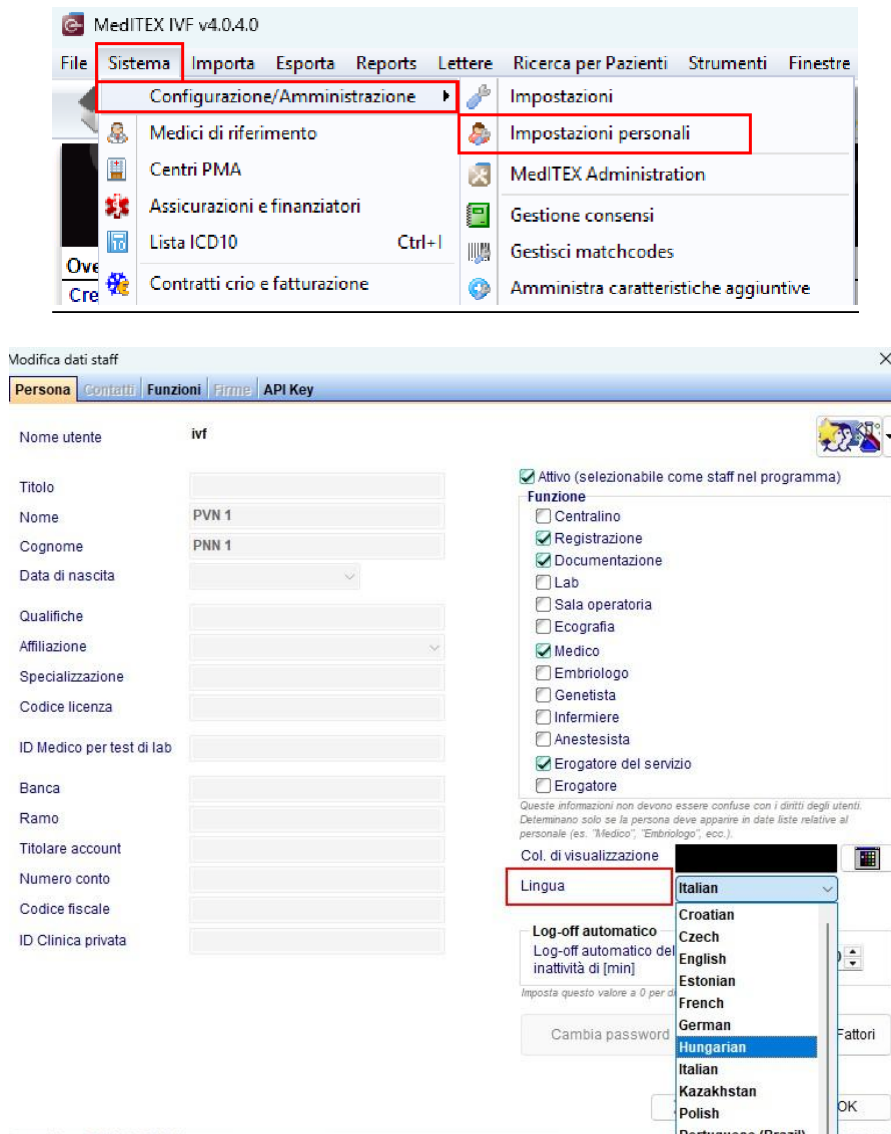 MedITEX IVF v4.0.4.0
File Sistema Importa Esporta Reports Lettere Ricerca per Pazienti Strumenti Finestre
Configurazione/Amministrazione
Impostazioni
Medici di riferimento
Impostazioni personali
Centri PMA
MedITEX Administration
Assicurazioni e finanziatori
Gestione consensi
Lista ICD10 Ctrl+I
Gestisci matchcodes
Ove
Contratti crio e fatturazione
Amministra caratteristiche aggiuntive
Cre
Modifica dati staff
Persona Contatti Funzioni Firme API Key
Nome utente ivf
Titolo
Nome PVN 1
Cognome PNN 1
Data di nascita
Qualifiche
Affiliazione
Specializzazione
Codice licenza
ID Medico per test di lab
Banca
Ramo
Titolare account
Numero conto
Codice fiscale
ID Clinica privata
Attivo (selezionabile come staff nel programma)
Funzione
Centralino
Registrazione
Documentazione
Lab
Sala operatoria
Ecografia
Medico
Embriologo
Genetista
Infermiere
Anestesista
Erogatore del servizio
Erogatore
Queste informazioni non devono essere confuse con i diritti degli utenti.
Determinano solo se la persona deve apparire in date liste relative al
personale (es. "Medico", "Embriologo", ecc.).
Col. di visualizzazione
Lingua Italian
Croatian
Czech
English
Estonian
French
German
Hungarian
Italian
Kazakhstan
Polish
Portuguese (Brazil)
Log-off automatico
Log-off automatico del
inattività di [min]
Imposta questo valore a 0 per di
Cambia password
Fattori
OK